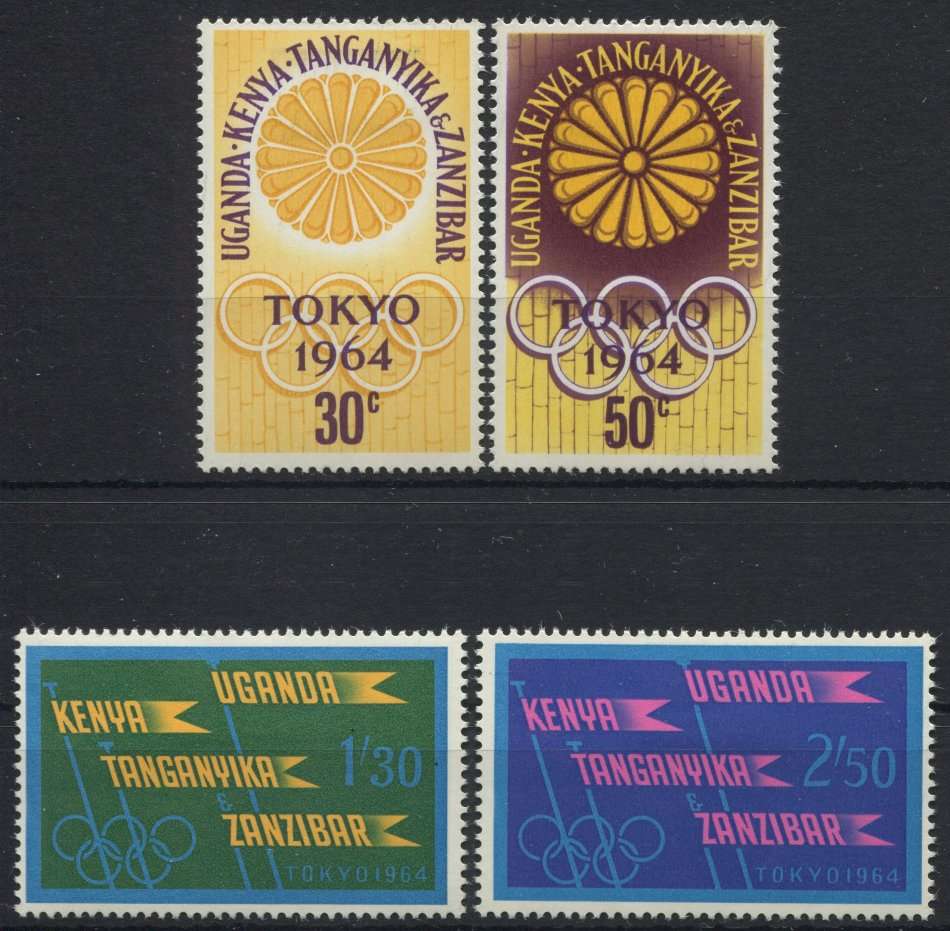 UGANDA · KENYA · TANGANYIKA & ZANZIBAR
TOKYO
1964
30c
UGANDA · KENYA · TANGANYIKA & ZANZIBAR
TOKYO
1964
50c
UGANDA
KENYA
TANGANYIKA
1/30
&
ZANZIBAR
TOKYO 1964
UGANDA
KENYA
TANGANYIKA
2/50
&
ZANZIBAR
TOKYO 1964